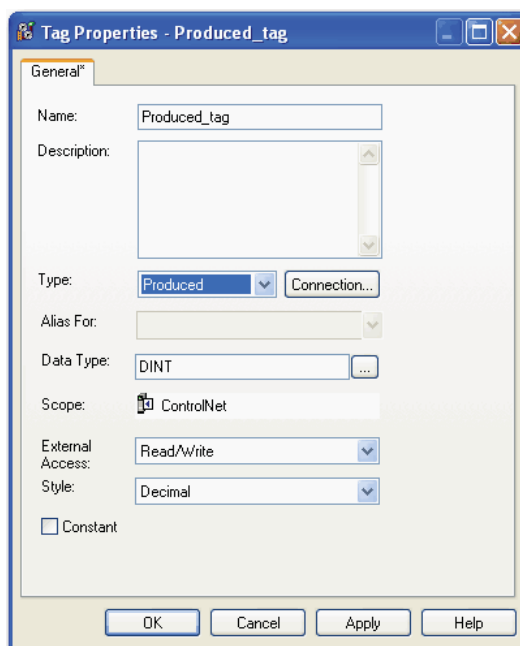 Tag Properties - Produced_tag
General*
Name: Produced_tag
Description:
Type: Produced Connection...
Alias For:
Data Type: DINT ...
Scope: ControlNet
External Access: Read/Write
Style: Decimal
Constant
OK Cancel Apply Help